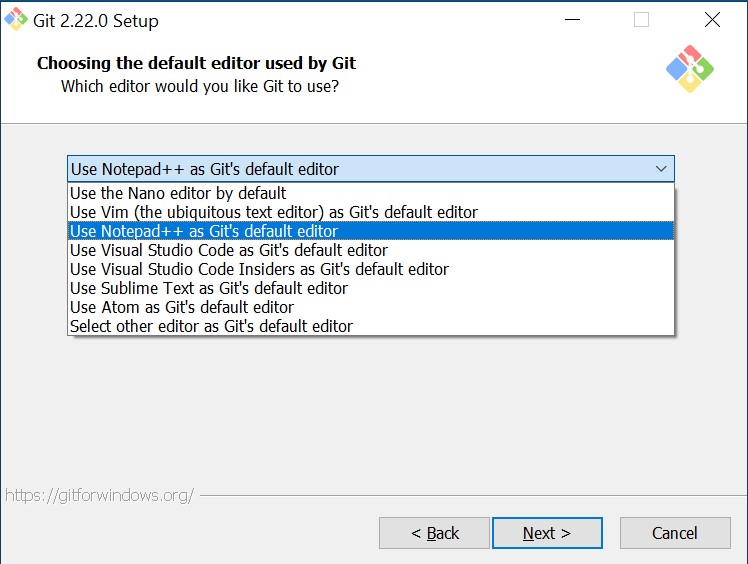 Git 2.22.0 Setup
Choosing the default editor used by Git
Which editor would you like Git to use?
Use Notepad++ as Git's default editor
Use the Nano editor by default
Use Vim (the ubiquitous text editor) as Git's default editor
Use Notepad++ as Git's default editor
Use Visual Studio Code as Git's default editor
Use Visual Studio Code Insiders as Git's default editor
Use Sublime Text as Git's default editor
Use Atom as Git's default editor
Select other editor as Git's default editor
https://gitforwindows.org/
< Back Next > Cancel